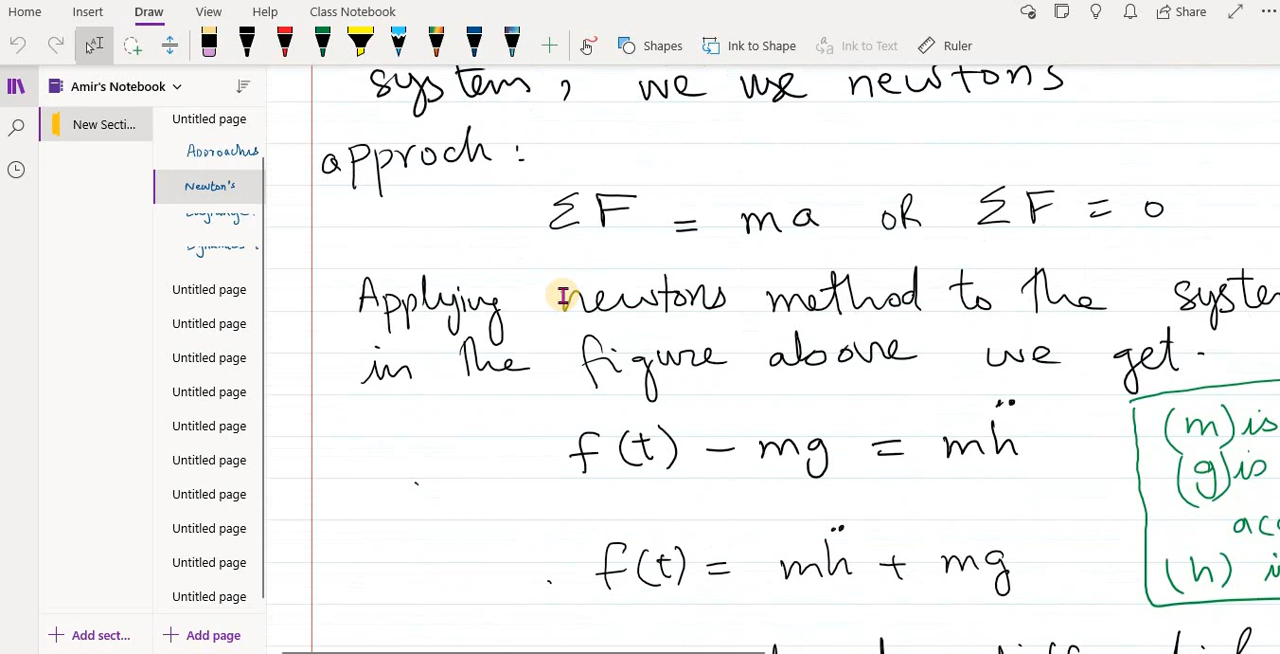 Home Insert Draw View Help Class Notebook
Share
Shapes Ink to Shape Ink to Text Ruler
Amir's Notebook
New Secti...
Untitled page
Approaches
Newton's
Untitled page
Untitled page
Untitled page
Untitled page
Untitled page
Untitled page
Untitled page
Untitled page
Untitled page
Untitled page
Add sect...
Add page
system, we use newtons
approch :
ΣF = ma or ΣF = 0
Applying newtons method to the syste
in the figure above we get.
f(t) - mg = mḧ
f(t) = mḧ + mg
(m) is
(g) is
acc
(h) i